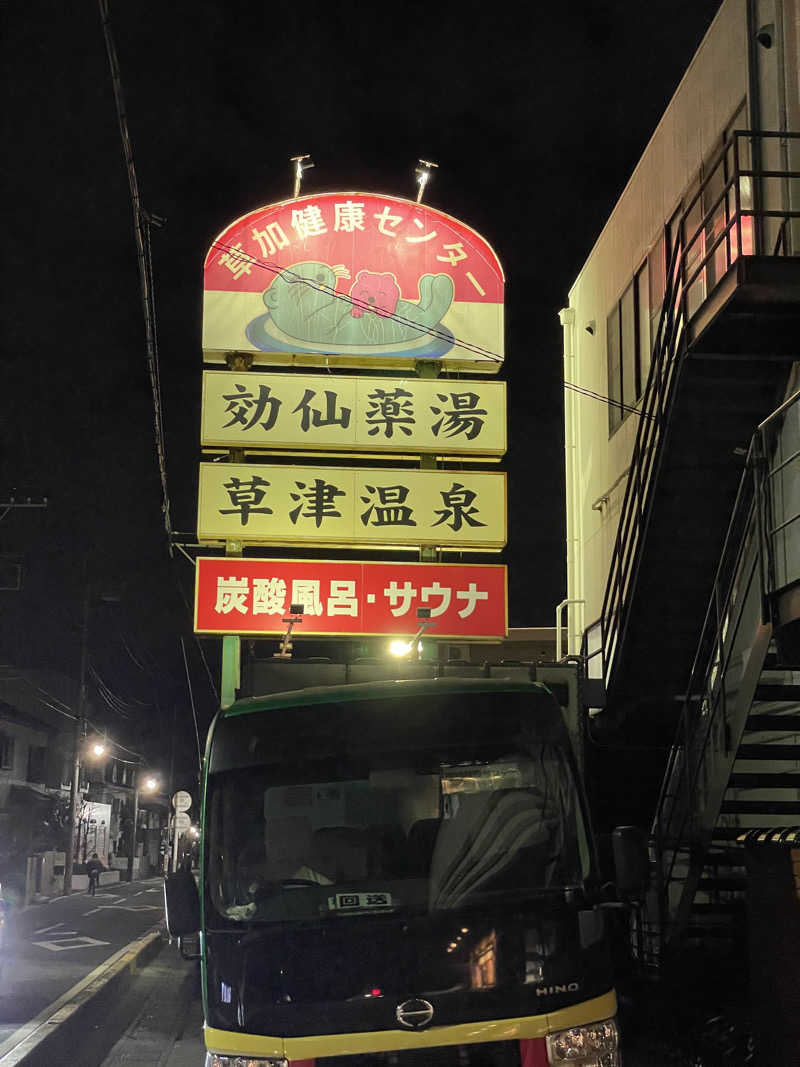 草加健康センター
効仙薬湯
草津温泉
炭酸風呂・サウナ
回送
HINO